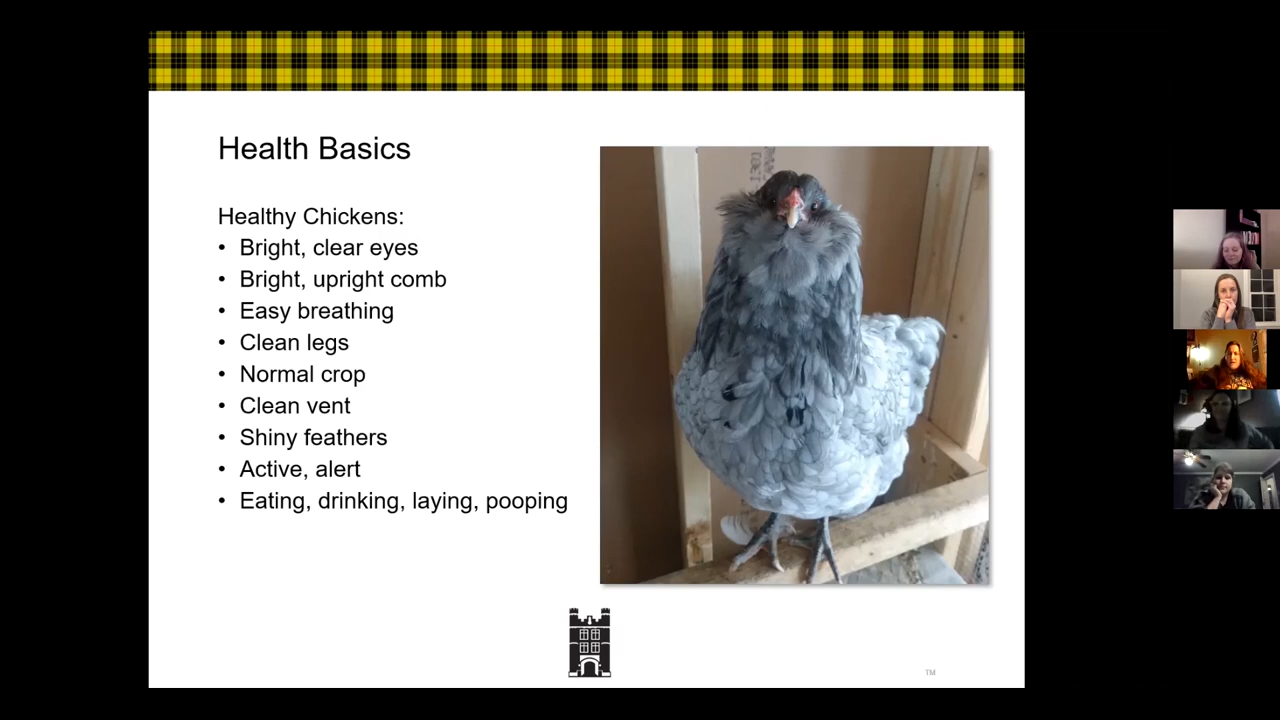 Health Basics
Healthy Chickens:
• Bright, clear eyes
• Bright, upright comb
• Easy breathing
• Clean legs
• Normal crop
• Clean vent
• Shiny feathers
• Active, alert
• Eating, drinking, laying, pooping
TM